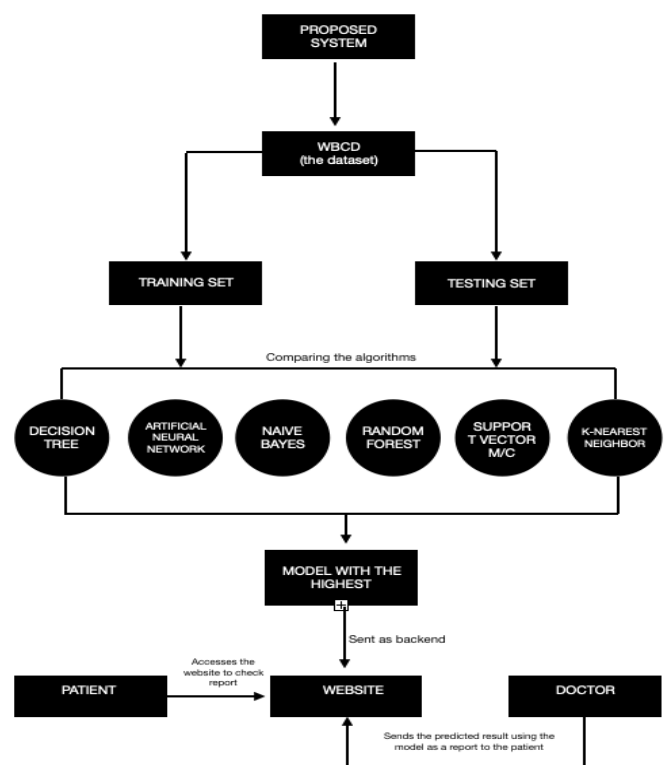 PROPOSED
SYSTEM
WBCD
(the dataset)
TRAINING SET
TESTING SET
Comparing the algorithms
DECISION
TREE
ARTIFICIAL
NEURAL
NETWORK
NAIVE
BAYES
RANDOM
FOREST
SUPPOR
T VECTOR
M/C
K-NEAREST
NEIGHBOR
MODEL WITH THE
HIGHEST
Sent as backend
Accesses the
website to check
report
PATIENT
WEBSITE
DOCTOR
Sends the predicted result using the
model as a report to the patient